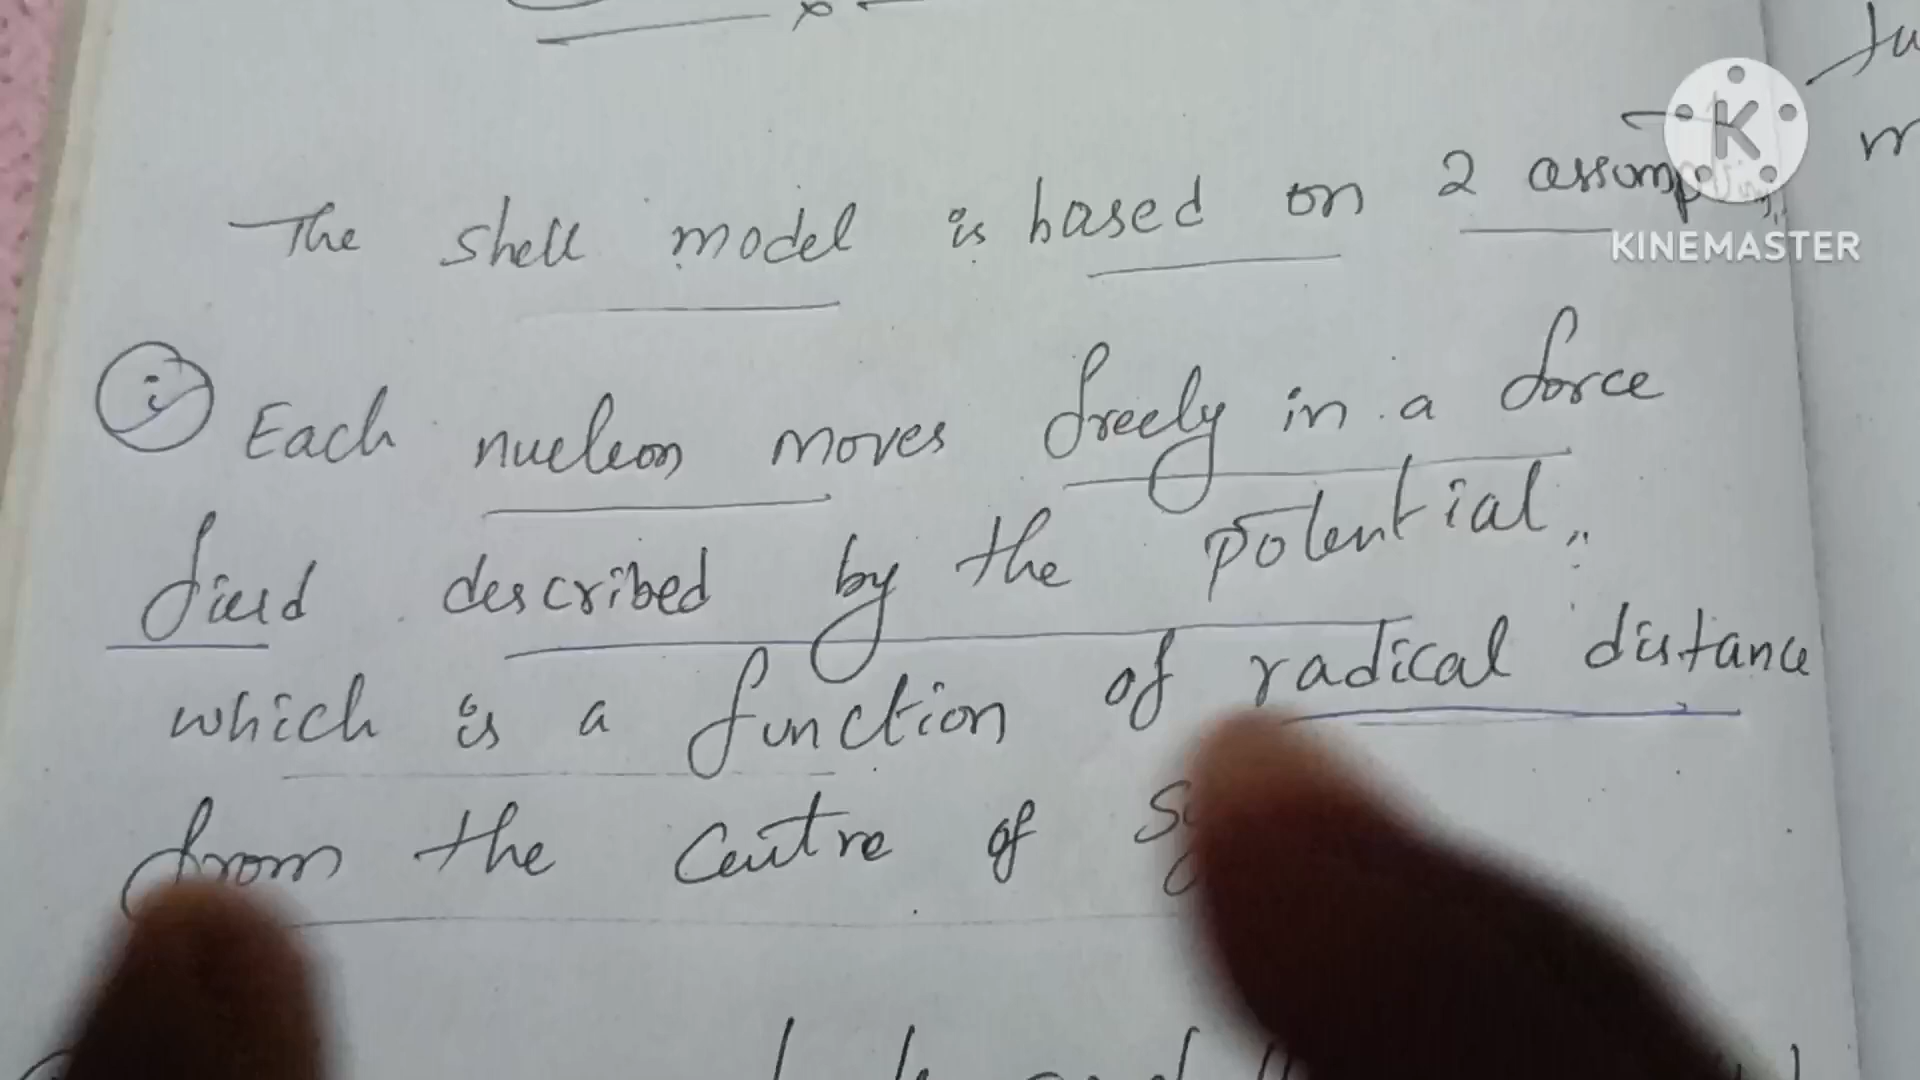 The shell model is based on 2
KINEMASTER
i Each nucleon moves freely in a force
field described by the potential
which is a function of radical distance
from the centre of